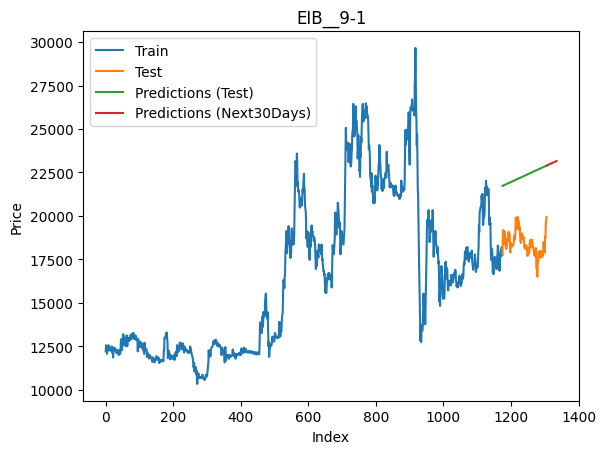 EIB__9-1
Train
Test
Predictions (Test)
Predictions (Next30Days)
30000
27500
25000
22500
20000
17500
15000
12500
10000
Price
0 200 400 600 800 1000 1200 1400
Index